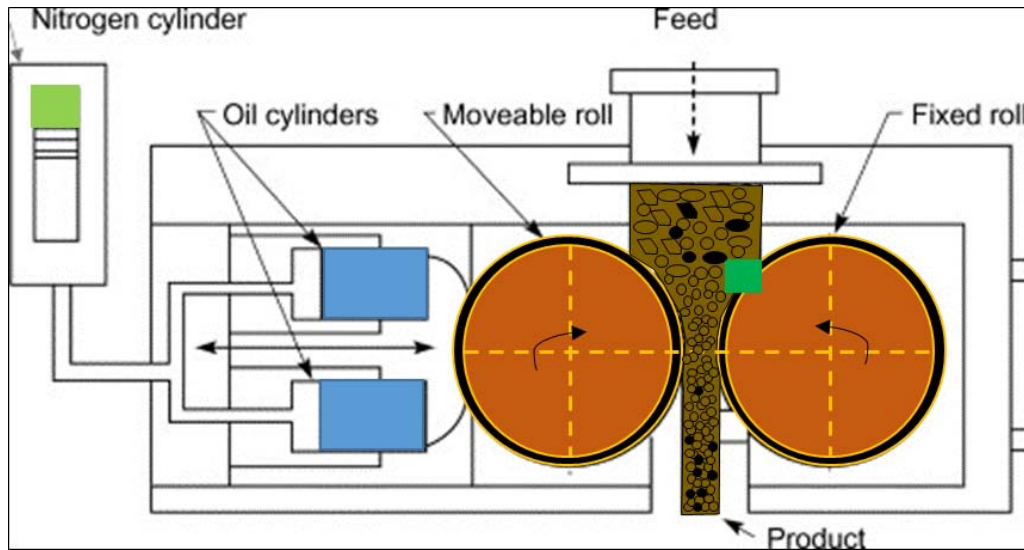 Nitrogen cylinder
Feed
Oil cylinders
Moveable roll
Fixed roll
Product